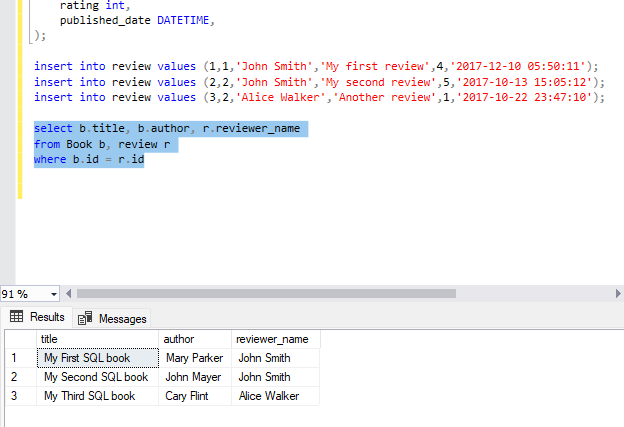 rating int,
published_date DATETIME,
);
insert into review values (1,1,'John Smith','My first review',4,'2017-12-10 05:50:11');
insert into review values (2,2,'John Smith','My second review',5,'2017-10-13 15:05:12');
insert into review values (3,2,'Alice Walker','Another review',1,'2017-10-22 23:47:10');
select b.title, b.author, r.reviewer_name
from Book b, review r
where b.id = r.id
91 %
Results Messages
title author reviewer_name
1 My First SQL book Mary Parker John Smith
2 My Second SQL book John Mayer John Smith
3 My Third SQL book Cary Flint Alice Walker